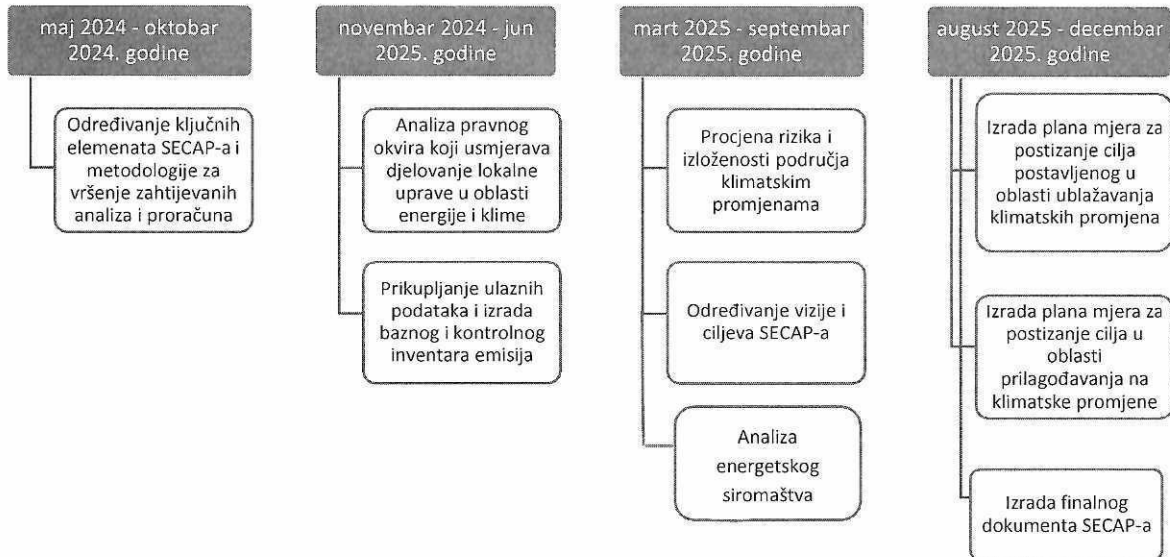 maj 2024 - oktobar
2024. godine
Određivanje ključnih
elemenata SECAP-a i
metodologije za
vršenje zahtijevanih
analiza i proračuna
novembar 2024 - jun
2025. godine
Analiza pravnog
okvira koji usmjerava
djelovanje lokalne
uprave u oblasti
energije i klime
Prikupljanje ulaznih
podataka i izrada
baznog i kontrolnog
inventara emisija
mart 2025 - septembar
2025. godine
Procjena rizika i
izloženosti područja
klimatskim
promjenama
Određivanje vizije i
ciljeva SECAP-a
Analiza
energetskog
siromaštva
august 2025 - decembar
2025. godine
Izrada plana mjera za
postizanje cilja
postavljenog u
oblasti ublažavanja
klimatskih promjena
Izrada plana mjera za
postizanje cilja u
oblasti
prilagođavanja na
klimatske promjene
Izrada finalnog
dokumenta SECAP-a